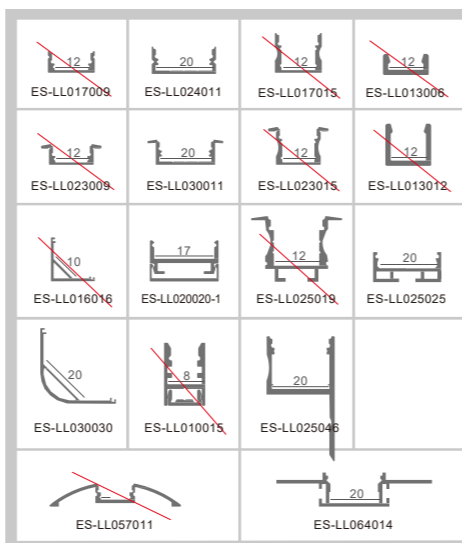 12 20 12 12
ES-LL017009 ES-LL024011 ES-LL017015 ES-LL013006
12 20 12 12
ES-LL023009 ES-LL030011 ES-LL023015 ES-LL013012
10 17 12 20
ES-LL016016 ES-LL020020-1 ES-LL025019 ES-LL025025
20 8 20
ES-LL030030 ES-LL010015 ES-LL025046
20
ES-LL057011 ES-LL064014